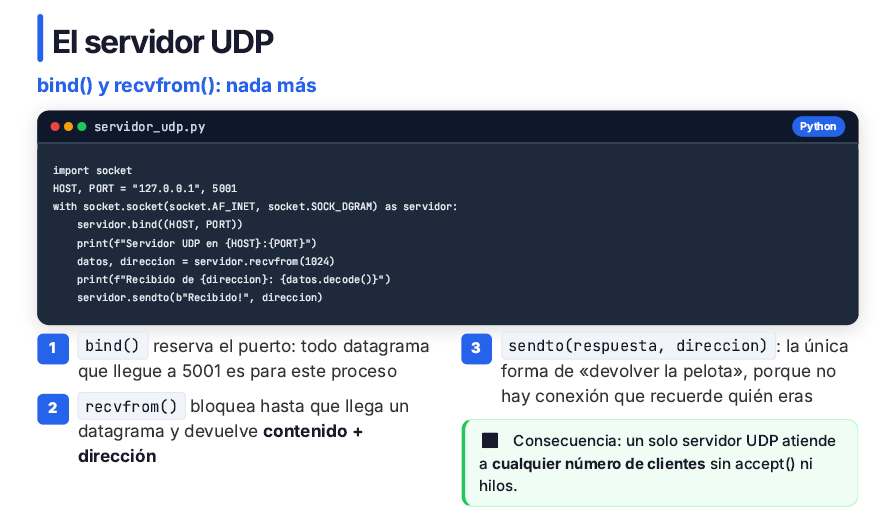 El servidor UDP
bind() y recvfrom(): nada más
servidor_udp.py
Python
import socket
HOST, PORT = "127.0.0.1", 5001
with socket.socket(socket.AF_INET, socket.SOCK_DGRAM) as servidor:
    servidor.bind((HOST, PORT))
    print(f"Servidor UDP en {HOST}:{PORT}")
    datos, direccion = servidor.recvfrom(1024)
    print(f"Recibido de {direccion}: {datos.decode()}")
    servidor.sendto(b"Recibido!", direccion)
1 bind() reserva el puerto: todo datagrama
que llegue a 5001 es para este proceso
2 recvfrom() bloquea hasta que llega un
datagrama y devuelve contenido +
dirección
3 sendto(respuesta, direccion): la única
forma de «devolver la pelota», porque no
hay conexión que recuerde quién eras
Consecuencia: un solo servidor UDP atiende
a cualquier número de clientes sin accept() ni
hilos.